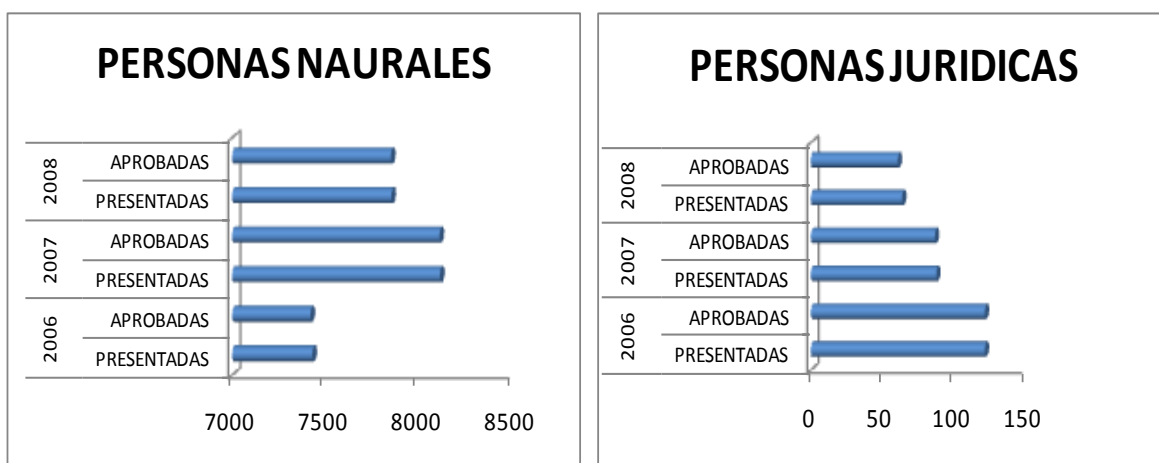 PERSONAS NAURALES
2008
APROBADAS
PRESENTADAS
2007
APROBADAS
PRESENTADAS
2006
APROBADAS
PRESENTADAS
7000 7500 8000 8500
PERSONAS JURIDICAS
2008
APROBADAS
PRESENTADAS
2007
APROBADAS
PRESENTADAS
2006
APROBADAS
PRESENTADAS
0 50 100 150